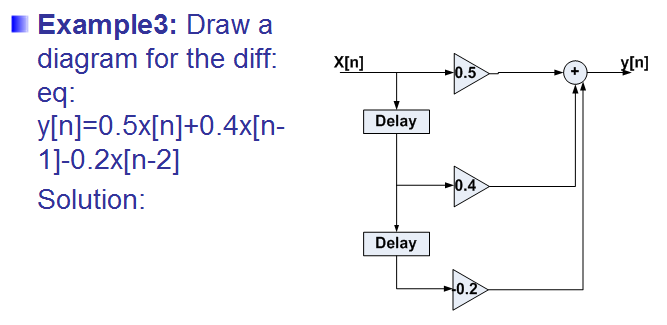 Example3: Draw a
diagram for the diff:
eq:
y[n]=0.5x[n]+0.4x[n-
1]-0.2x[n-2]
Solution:
X[n]
0.5
+
y[n]
Delay
0.4
Delay
-0.2